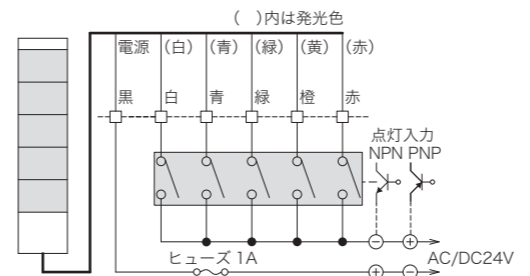 (　)内は発光色
電源 (白) (青) (緑) (黄) (赤)
黒 白 青 緑 橙 赤
点灯入力
NPN PNP
ヒューズ 1A
− + AC/DC24V
+ −